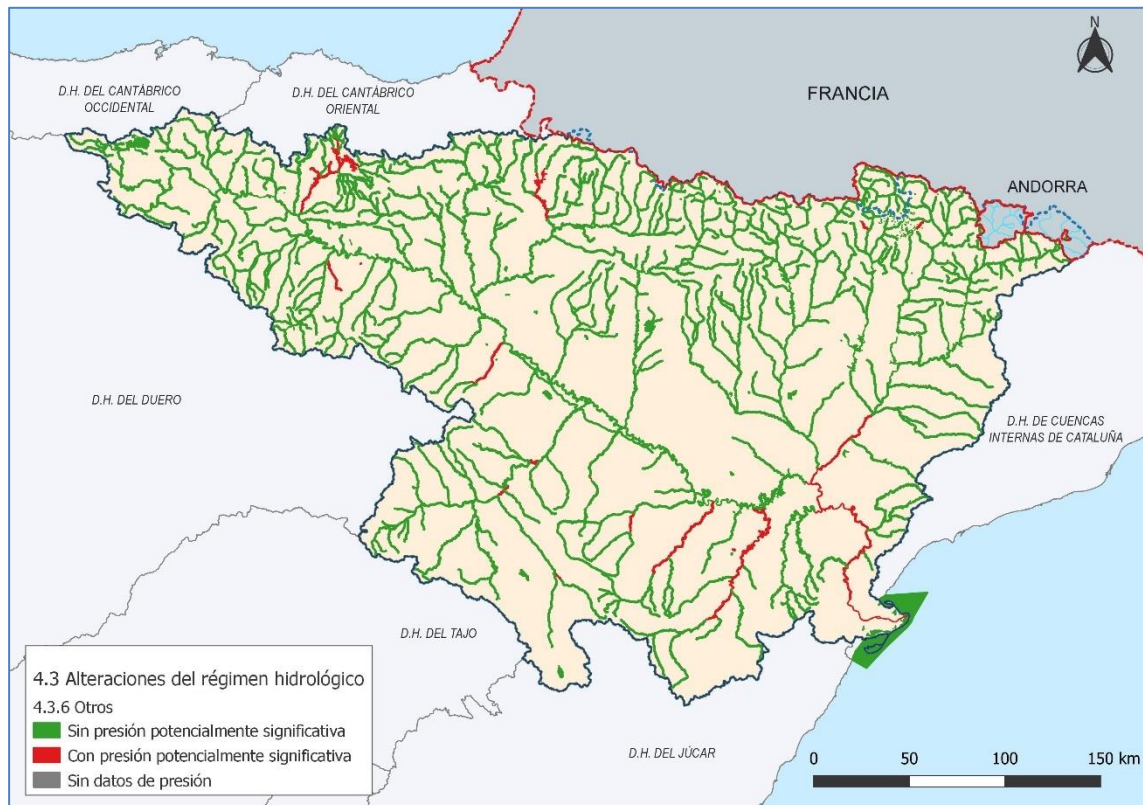 N
D.H. DEL CANTÁBRICO
OCCIDENTAL
D.H. DEL CANTÁBRICO
ORIENTAL
FRANCIA
ANDORRA
D.H. DEL DUERO
D.H. DE CUENCAS
INTERNAS DE CATALUÑA
D.H. DEL TAJO
D.H. DEL JÚCAR
4.3 Alteraciones del régimen hidrológico
4.3.6 Otros
Sin presión potencialmente significativa
Con presión potencialmente significativa
Sin datos de presión
0 50 100 150 km